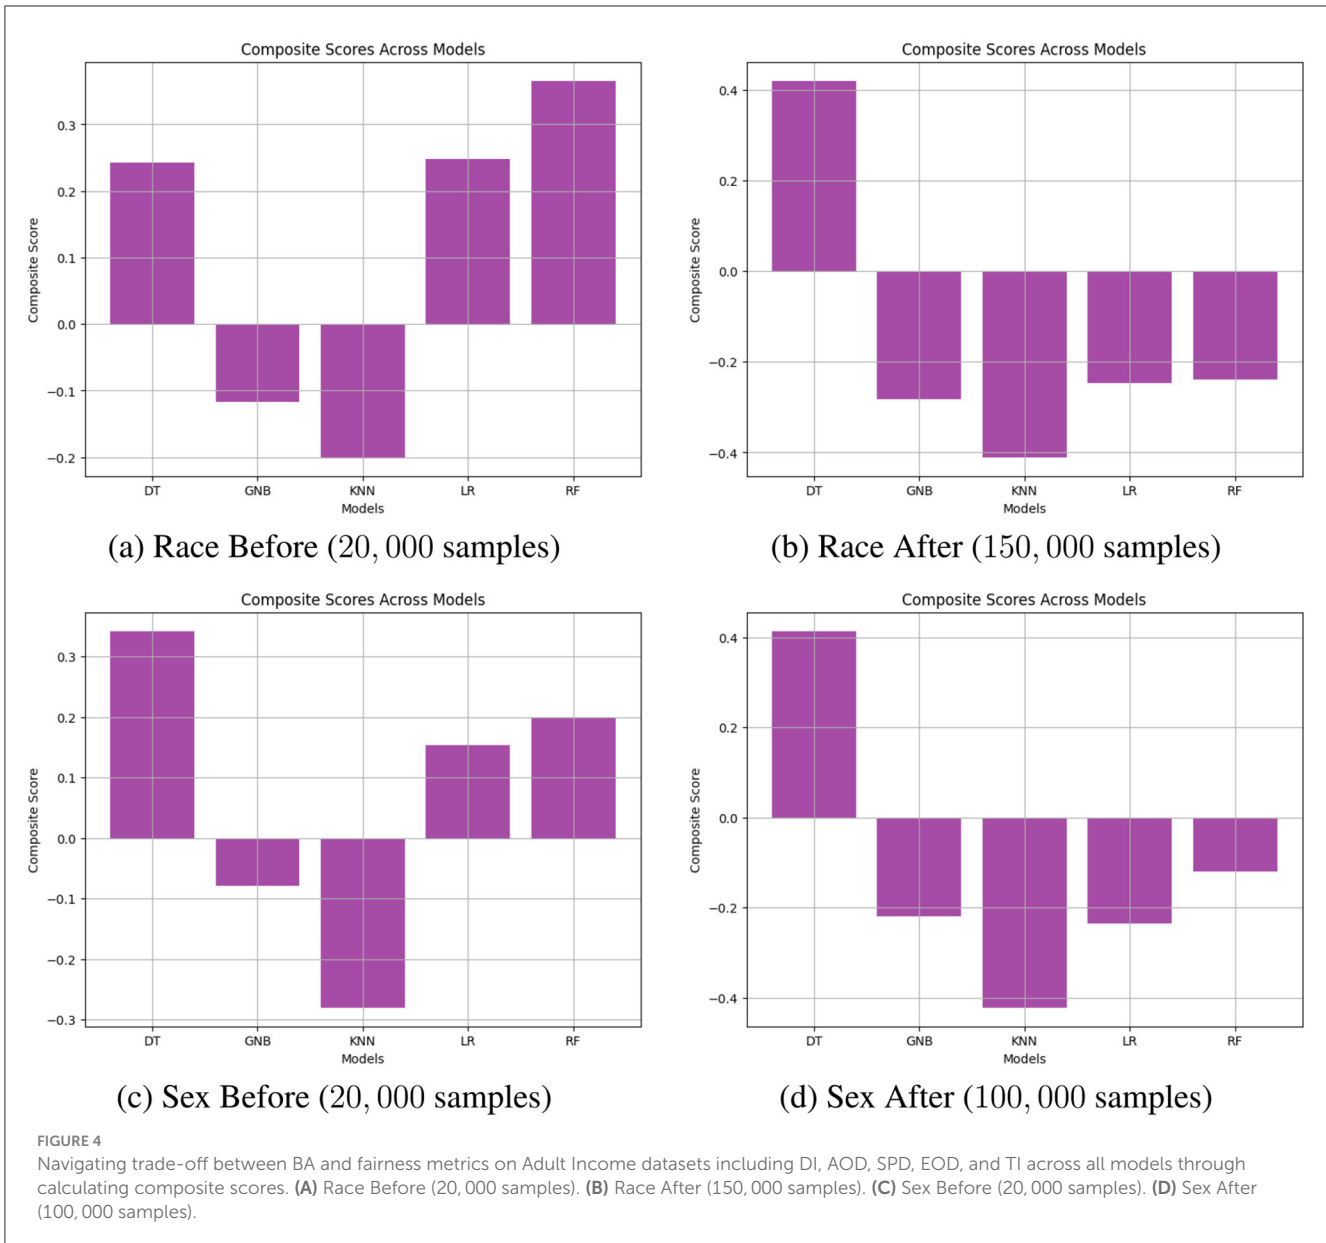 Composite Scores Across Models
Composite Score
0.3
0.2
0.1
0.0
−0.1
−0.2
DT GNB KNN LR RF
Models
(a) Race Before (20, 000 samples)
Composite Scores Across Models
Composite Score
0.4
0.2
0.0
−0.2
−0.4
DT GNB KNN LR RF
Models
(b) Race After (150, 000 samples)
Composite Scores Across Models
Composite Score
0.3
0.2
0.1
0.0
−0.1
−0.2
−0.3
DT GNB KNN LR RF
Models
(c) Sex Before (20, 000 samples)
Composite Scores Across Models
Composite Score
0.4
0.2
0.0
−0.2
−0.4
DT GNB KNN LR RF
Models
(d) Sex After (100, 000 samples)
FIGURE 4
Navigating trade-off between BA and fairness metrics on Adult Income datasets including DI, AOD, SPD, EOD, and TI across all models through
calculating composite scores. (A) Race Before (20, 000 samples). (B) Race After (150, 000 samples). (C) Sex Before (20, 000 samples). (D) Sex After
(100, 000 samples).